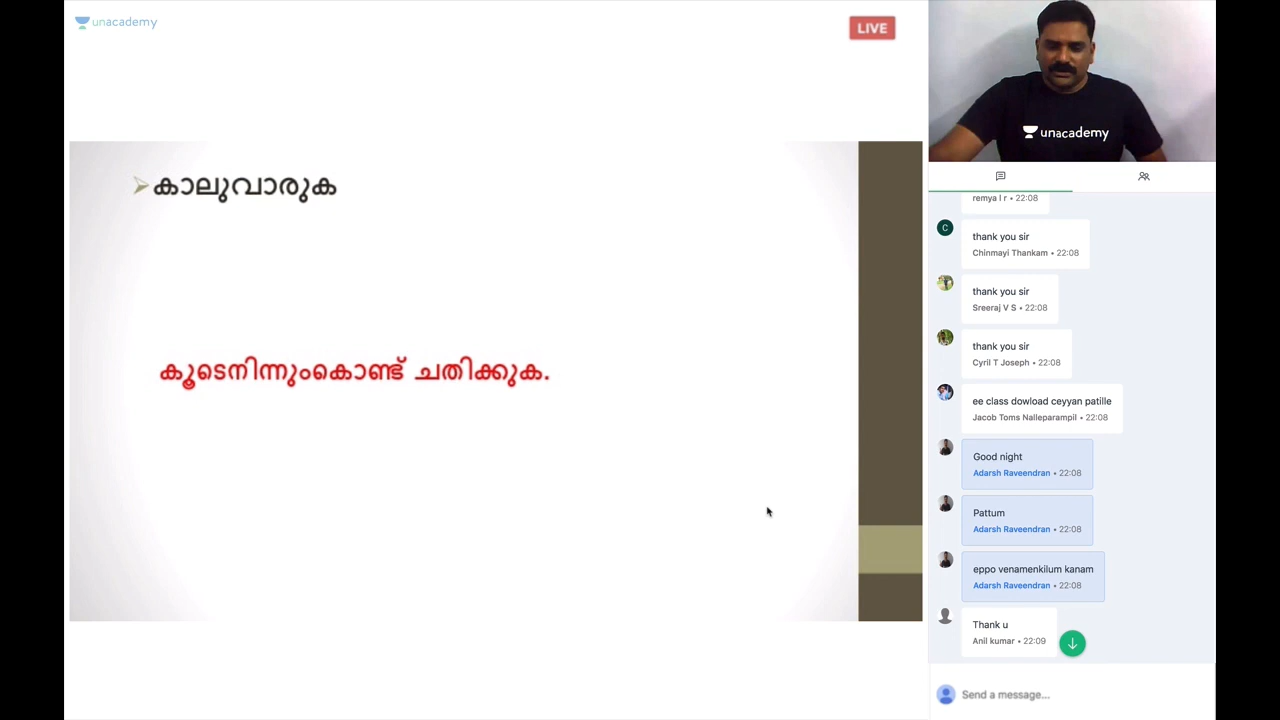 unacademy
LIVE
കാലുവാരുക
കൂടെനിന്നുംകൊണ്ട് ചതിക്കുക.
unacademy
remya l r • 22:08
C
thank you sir
Chinmayi Thankam • 22:08
thank you sir
Sreeraj V S • 22:08
thank you sir
Cyril T Joseph • 22:08
ee class dowload ceyyan patille
Jacob Toms Nalleparampil • 22:08
Good night
Adarsh Raveendran • 22:08
Pattum
Adarsh Raveendran • 22:08
eppo venamenkilum kanam
Adarsh Raveendran • 22:08
Thank u
Anil kumar • 22:09
Send a message...